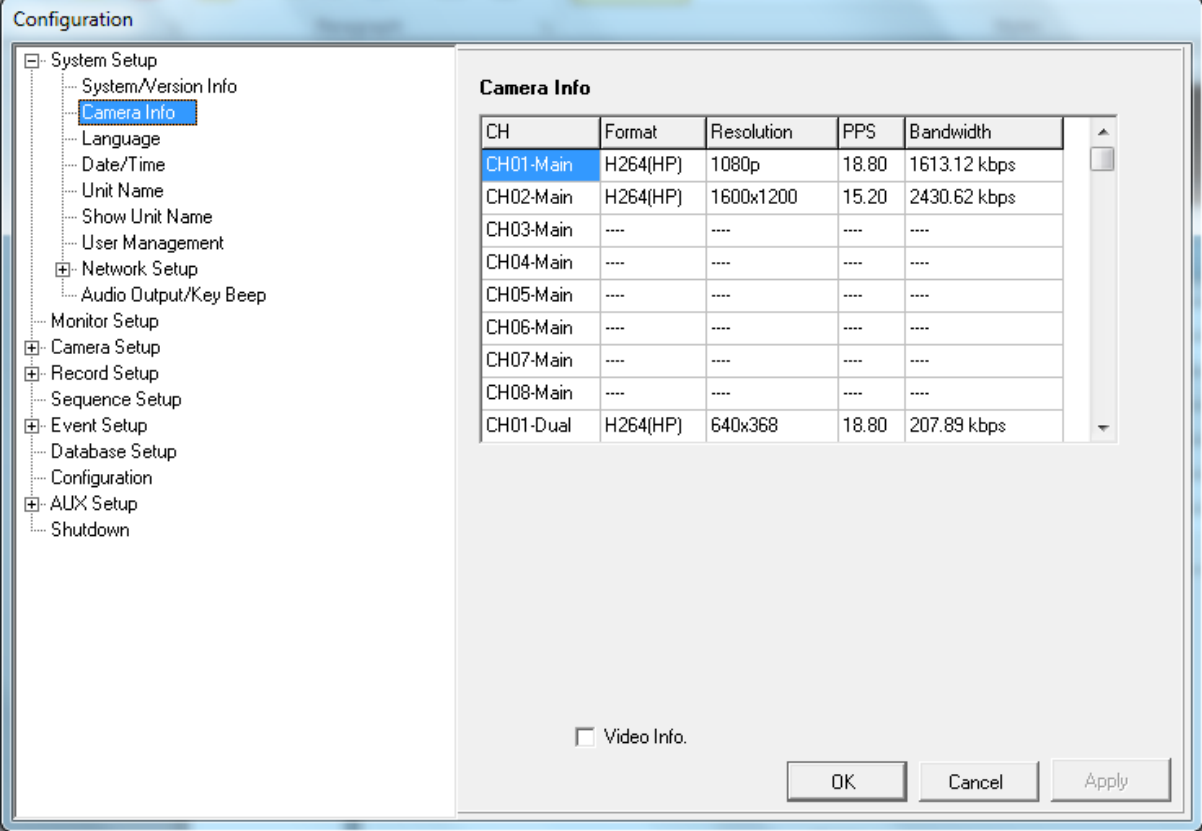 Configuration
System Setup
System/Version Info
Camera Info
Language
Date/Time
Unit Name
Show Unit Name
User Management
Network Setup
Audio Output/Key Beep
Monitor Setup
Camera Setup
Record Setup
Sequence Setup
Event Setup
Database Setup
Configuration
AUX Setup
Shutdown
Camera Info
CH Format Resolution PPS Bandwidth
CH01-Main H264(HP) 1080p 18.80 1613.12 kbps
CH02-Main H264(HP) 1600x1200 15.20 2430.62 kbps
CH03-Main ---- ---- ---- ----
CH04-Main ---- ---- ---- ----
CH05-Main ---- ---- ---- ----
CH06-Main ---- ---- ---- ----
CH07-Main ---- ---- ---- ----
CH08-Main ---- ---- ---- ----
CH01-Dual H264(HP) 640x368 18.80 207.89 kbps
Video Info.
OK Cancel Apply